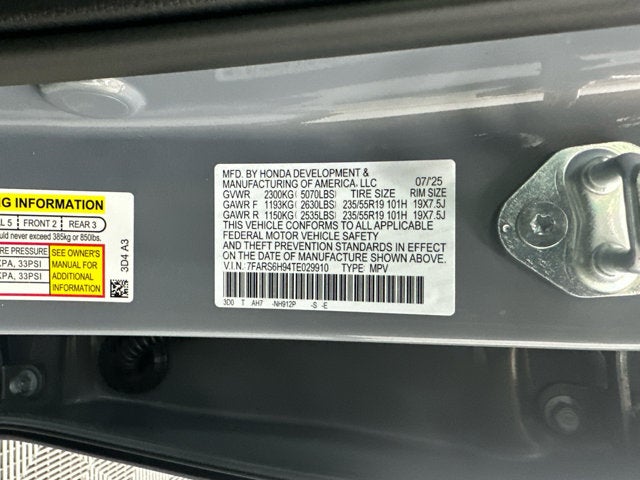 NG INFORMATION
L 5 FRONT 2 REAR 3
uld never exceed 385kg or 850lbs.
RE PRESSURE
KPA, 33PSI
KPA, 33PSI
SEE OWNER'S
MANUAL FOR
ADDITIONAL
INFORMATION
3D4 A3
MFD. BY HONDA DEVELOPMENT &
MANUFACTURING OF AMERICA, LLC 07/'25
GVWR 2300KG( 5070LBS) TIRE SIZE RIM SIZE
GAWR F 1193KG( 2630LBS) 235/55R19 101H 19X7.5J
GAWR R 1150KG( 2535LBS) 235/55R19 101H 19X7.5J
THIS VEHICLE CONFORMS TO ALL APPLICABLE
FEDERAL MOTOR VEHICLE SAFETY
AND THEFT PREVENTION STANDARDS IN EFFECT
ON THE DATE OF MANUFACTURE SHOWN ABOVE.
V.I.N.: 7FARS6H94TE029910 TYPE: MPV
3D0 T AH7 -NH912P -S -E